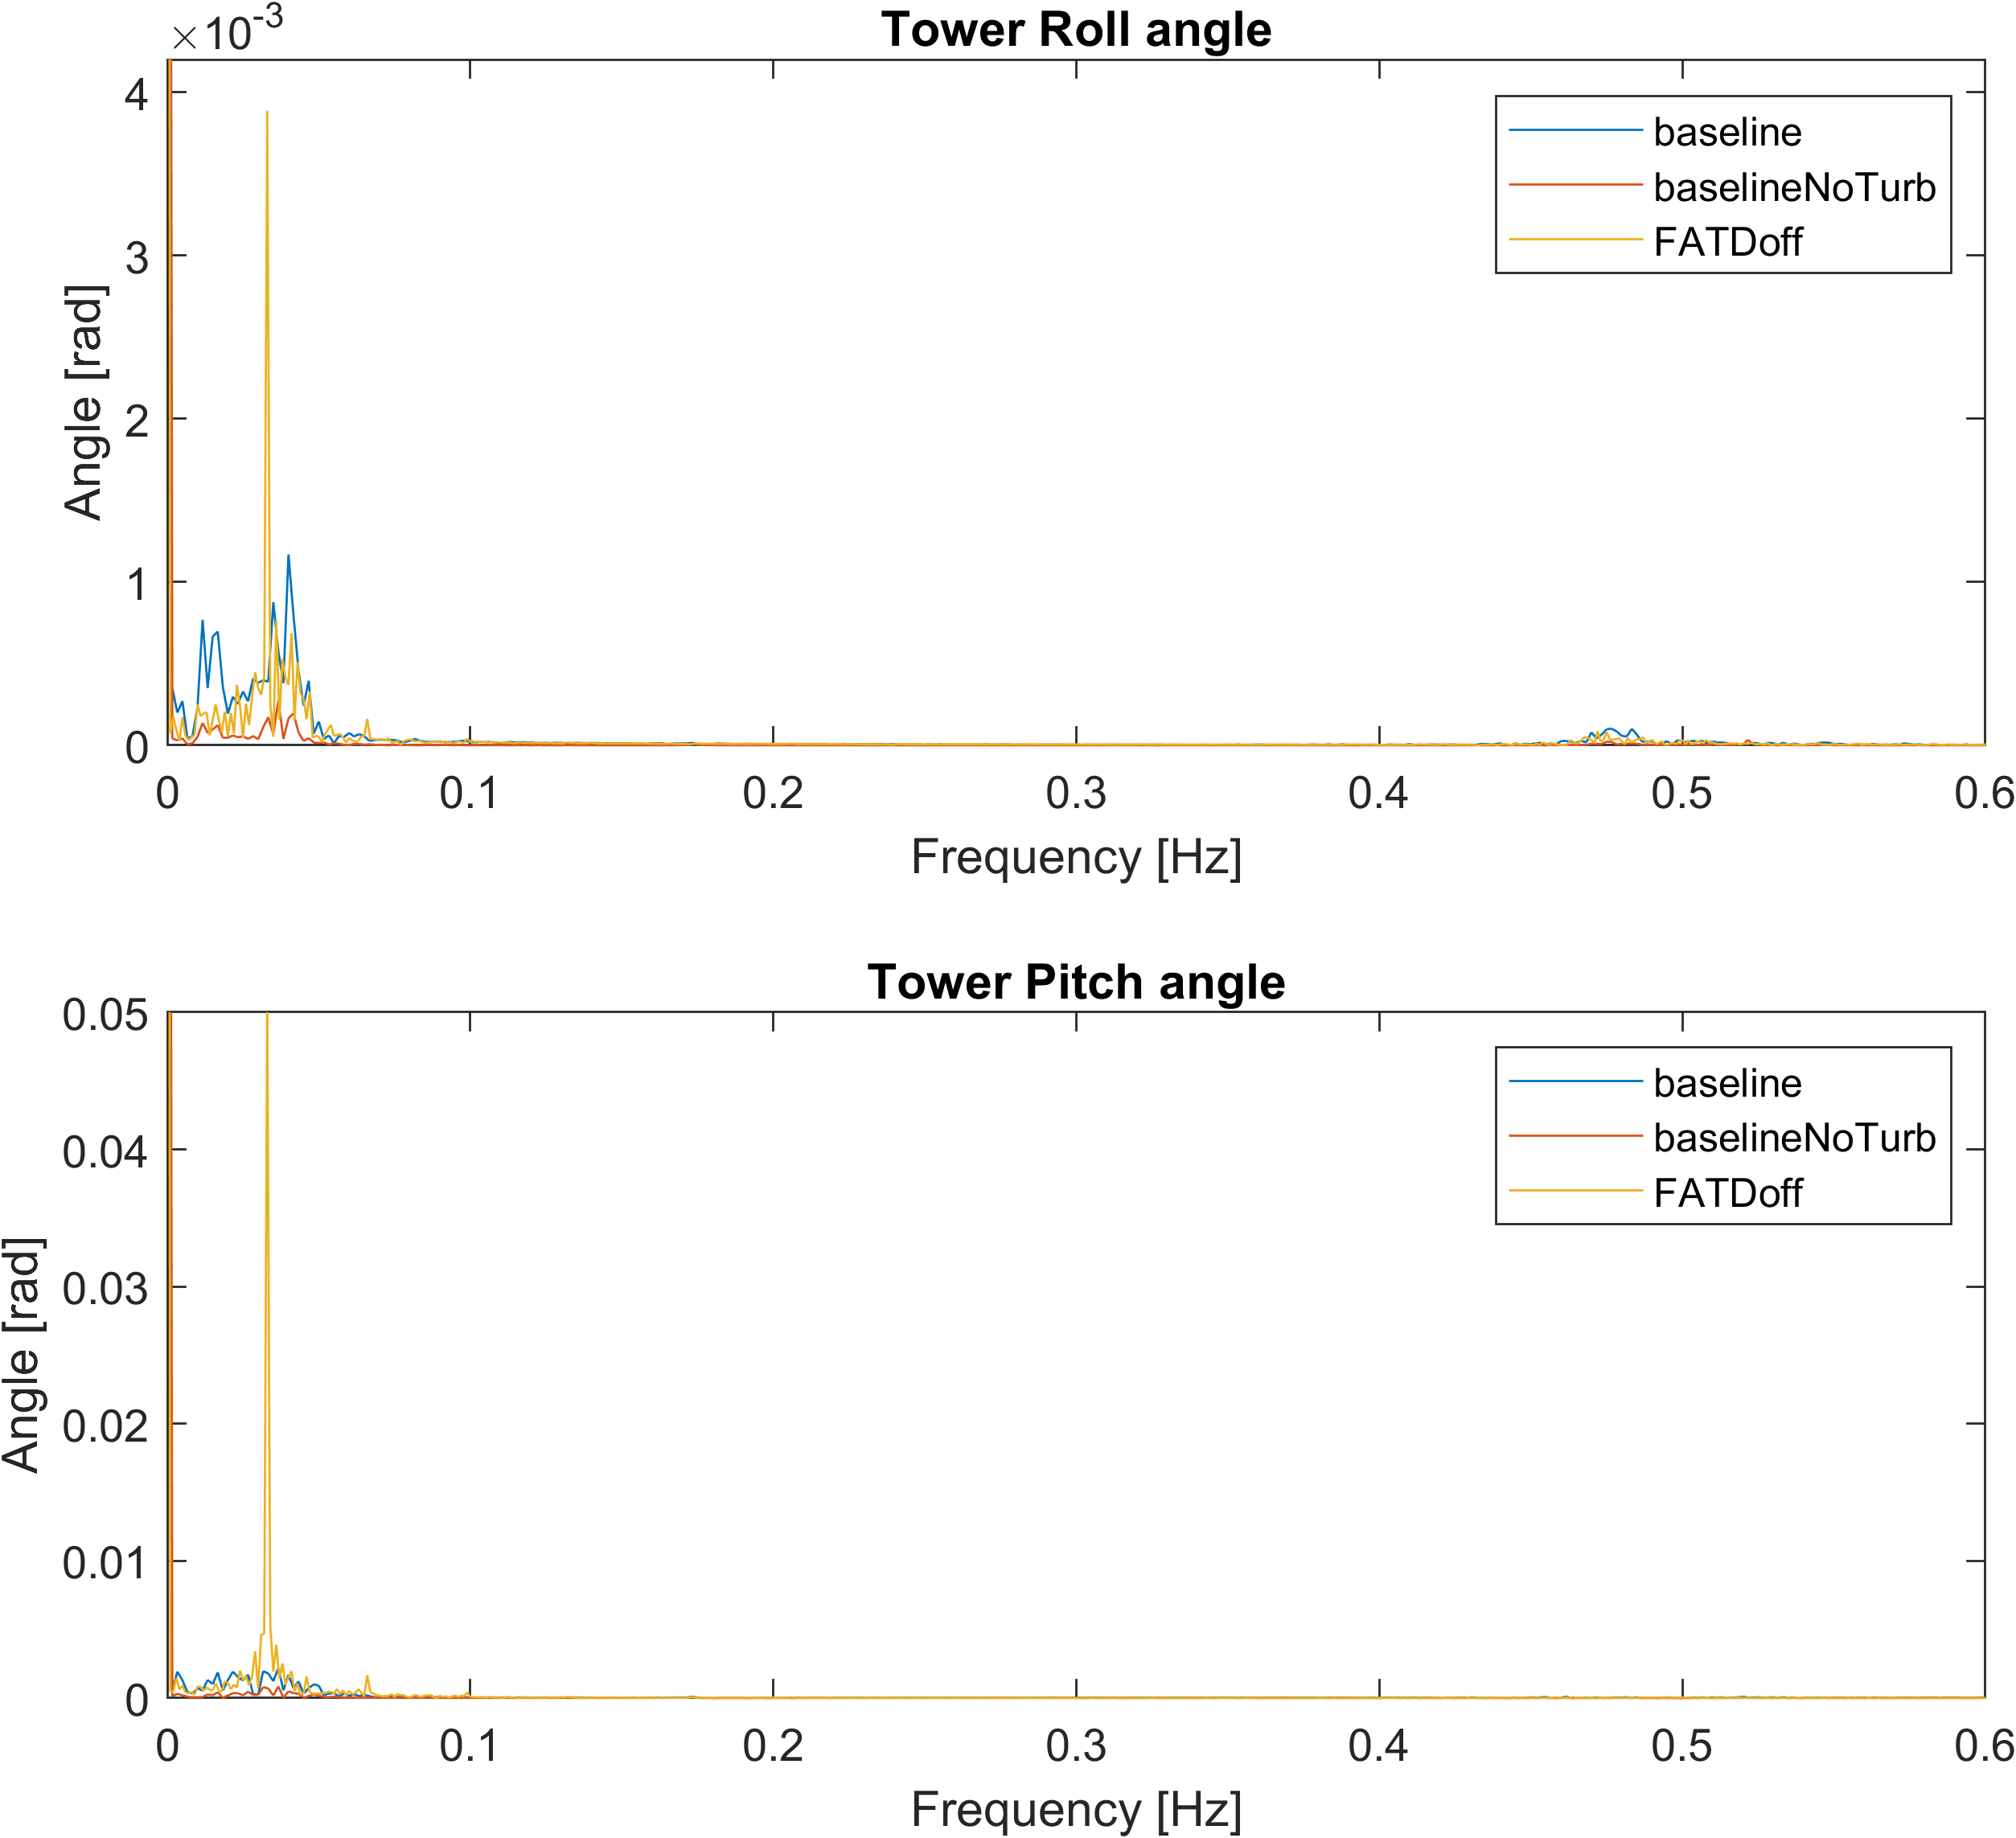 ×10-3
Tower Roll angle
4
3
2
1
0
Angle [rad]
baseline
baselineNoTurb
FATDoff
0 0.1 0.2 0.3 0.4 0.5 0.6
Frequency [Hz]
Tower Pitch angle
0.05
0.04
0.03
0.02
0.01
0
Angle [rad]
baseline
baselineNoTurb
FATDoff
0 0.1 0.2 0.3 0.4 0.5 0.6
Frequency [Hz]